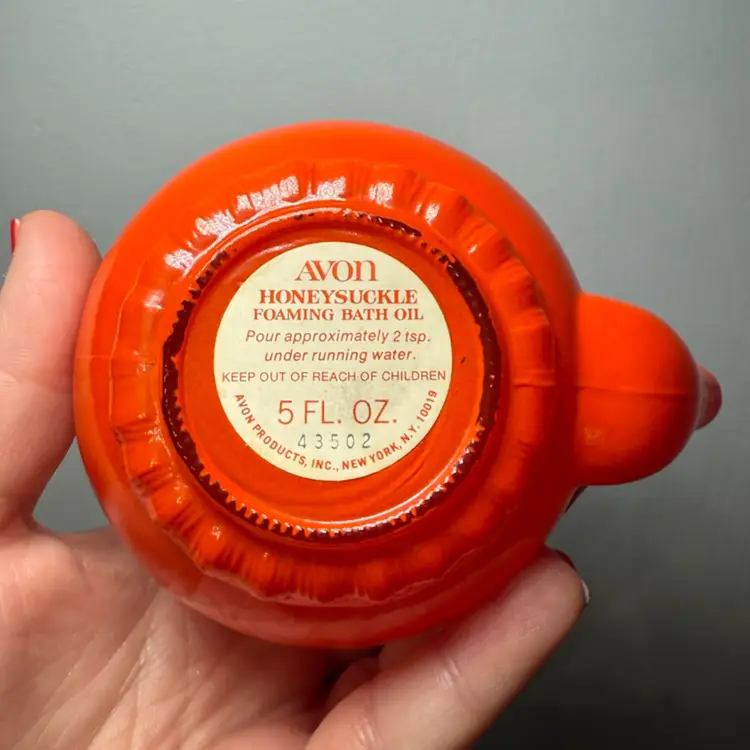 AVON
HONEYSUCKLE
FOAMING BATH OIL
Pour approximately 2 tsp.
under running water.
KEEP OUT OF REACH OF CHILDREN
5 FL. OZ.
43502
AVON PRODUCTS, INC., NEW YORK, N.Y. 10019